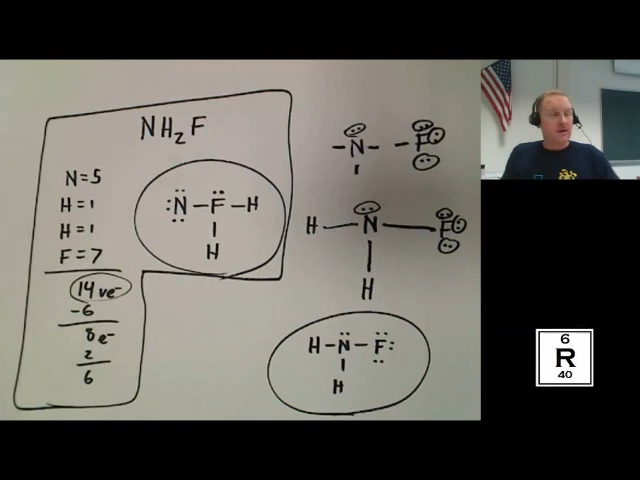 NH₂F
N=5
H=1
H=1
F=7
14 ve⁻
-6
8e⁻
2
6
:N̈-F̈-H
H
-N- -F
H-N-F
H
H-N̈-F̈:
H
6
R
40